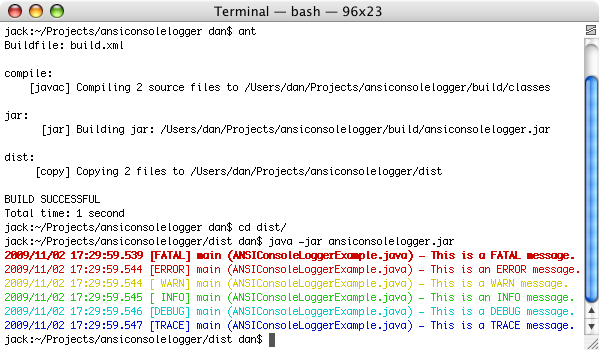 Terminal — bash — 96x23
jack:~/Projects/ansiconsolelogger dan$ ant
Buildfile: build.xml

compile:
    [javac] Compiling 2 source files to /Users/dan/Projects/ansiconsolelogger/build/classes

jar:
      [jar] Building jar: /Users/dan/Projects/ansiconsolelogger/build/ansiconsolelogger.jar

dist:
     [copy] Copying 2 files to /Users/dan/Projects/ansiconsolelogger/dist

BUILD SUCCESSFUL
Total time: 1 second
jack:~/Projects/ansiconsolelogger dan$ cd dist/
jack:~/Projects/ansiconsolelogger/dist dan$ java -jar ansiconsolelogger.jar
2009/11/02 17:29:59.539 [FATAL] main (ANSIConsoleLoggerExample.java) - This is a FATAL message.
2009/11/02 17:29:59.544 [ERROR] main (ANSIConsoleLoggerExample.java) - This is an ERROR message.
2009/11/02 17:29:59.544 [ WARN] main (ANSIConsoleLoggerExample.java) - This is a WARN message.
2009/11/02 17:29:59.545 [ INFO] main (ANSIConsoleLoggerExample.java) - This is an INFO message.
2009/11/02 17:29:59.546 [DEBUG] main (ANSIConsoleLoggerExample.java) - This is a DEBUG message.
2009/11/02 17:29:59.547 [TRACE] main (ANSIConsoleLoggerExample.java) - This is a TRACE message.
jack:~/Projects/ansiconsolelogger/dist dan$